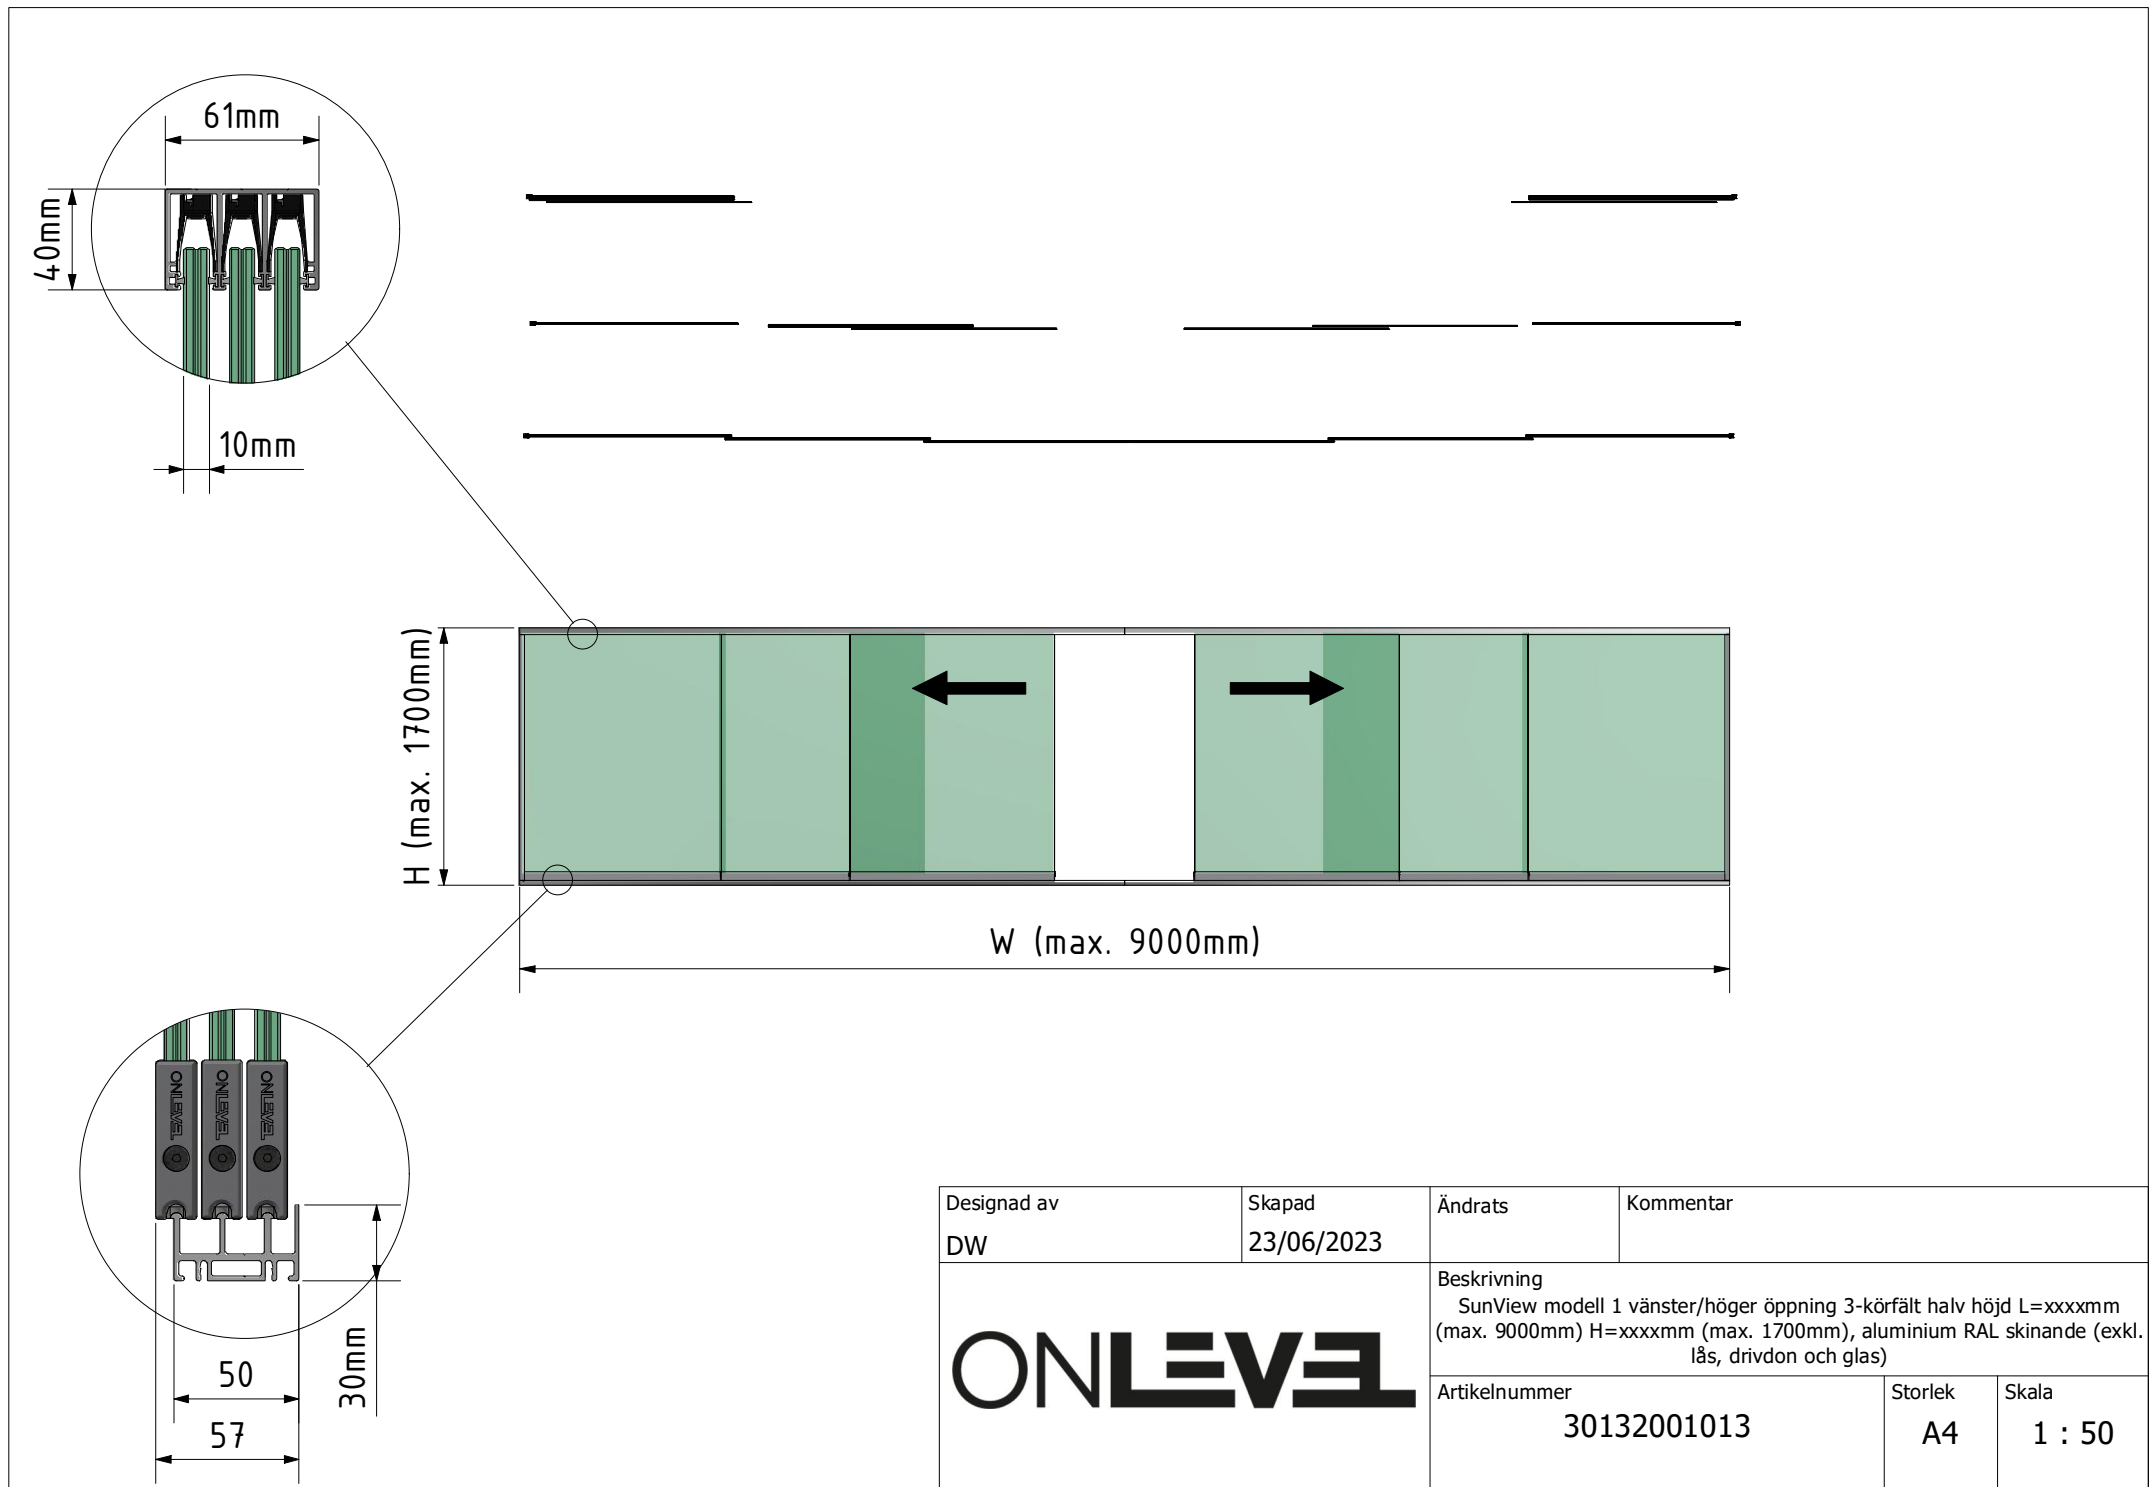 61mm
40mm
10mm
H (max. 1700mm)
W (max. 9000mm)
ONLEVEL
ONLEVEL
ONLEVEL
50
57
30mm
Designad av
DW
Skapad
23/06/2023
Ändrats
Kommentar
ONLEVEL
Beskrivning
SunView modell 1 vänster/höger öppning 3-körfält halv höjd L=xxxxmm
(max. 9000mm) H=xxxxmm (max. 1700mm), aluminium RAL skinande (exkl.
lås, drivdon och glas)
Artikelnummer
30132001013
Storlek
A4
Skala
1 : 50